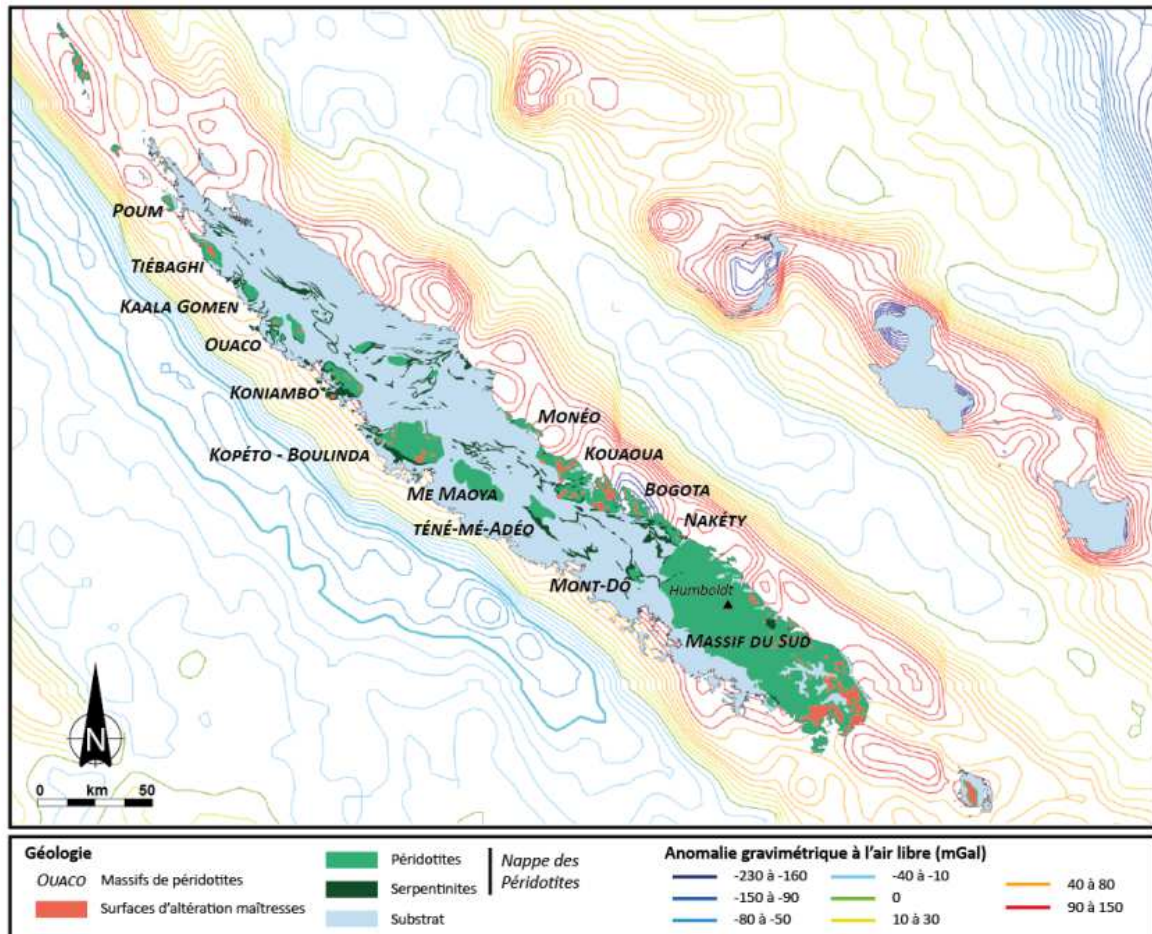 POUM
TIÉBAGHI
KAALA GOMEN
OUACO
KONIAMBO
MONÉO
KOPÉTO - BOULINDA
KOUAOUA
ME MAOYA
BOGOTA
NAKÉTY
TÉNÉ-MÉ-ADÉO
MONT-DÔ
Humboldt
MASSIF DU SUD
N
0 km 50
Géologie
OUACO Massifs de péridotites
Surfaces d'altération maîtresses
Péridotites
Serpentinites
Substrat
Nappe des
Péridotites
Anomalie gravimétrique à l'air libre (mGal)
-230 à -160
-150 à -90
-80 à -50
-40 à -10
0
10 à 30
40 à 80
90 à 150